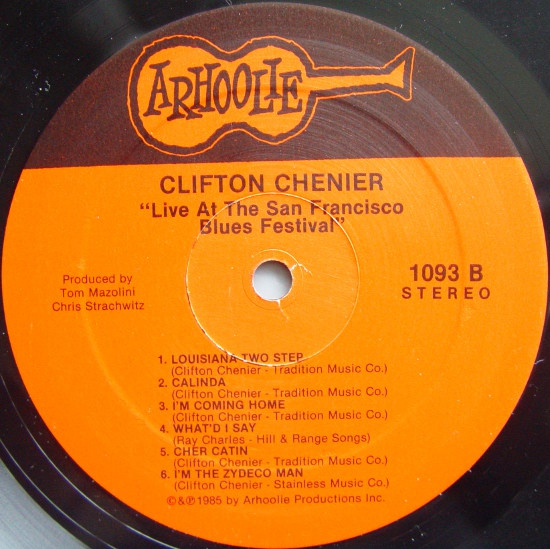 ARHOOLIE
CLIFTON CHENIER
"Live At The San Francisco
Blues Festival"
Produced by
Tom Mazolini
Chris Strachwitz
1093 B
STEREO
1. LOUISIANA TWO STEP
(Clifton Chenier - Tradition Music Co.)
2. CALINDA
(Clifton Chenier - Tradition Music Co.)
3. I'M COMING HOME
(Clifton Chenier - Tradition Music Co.)
4. WHAT'D I SAY
(Ray Charles - Hill & Range Songs)
5. CHER CATIN
(Clifton Chenier - Tradition Music Co.)
6. I'M THE ZYDECO MAN
(Clifton Chenier - Stainless Music Co.)
©&℗1985 by Arhoolie Productions Inc.